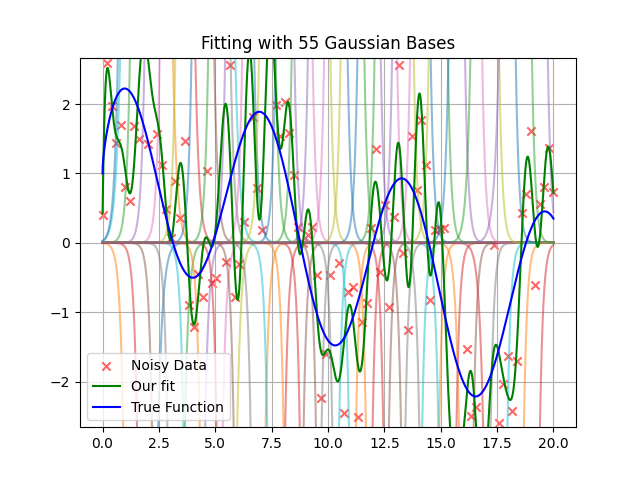 Fitting with 55 Gaussian Bases
2
1
0
−1
−2
Noisy Data
Our fit
True Function
0.0 2.5 5.0 7.5 10.0 12.5 15.0 17.5 20.0